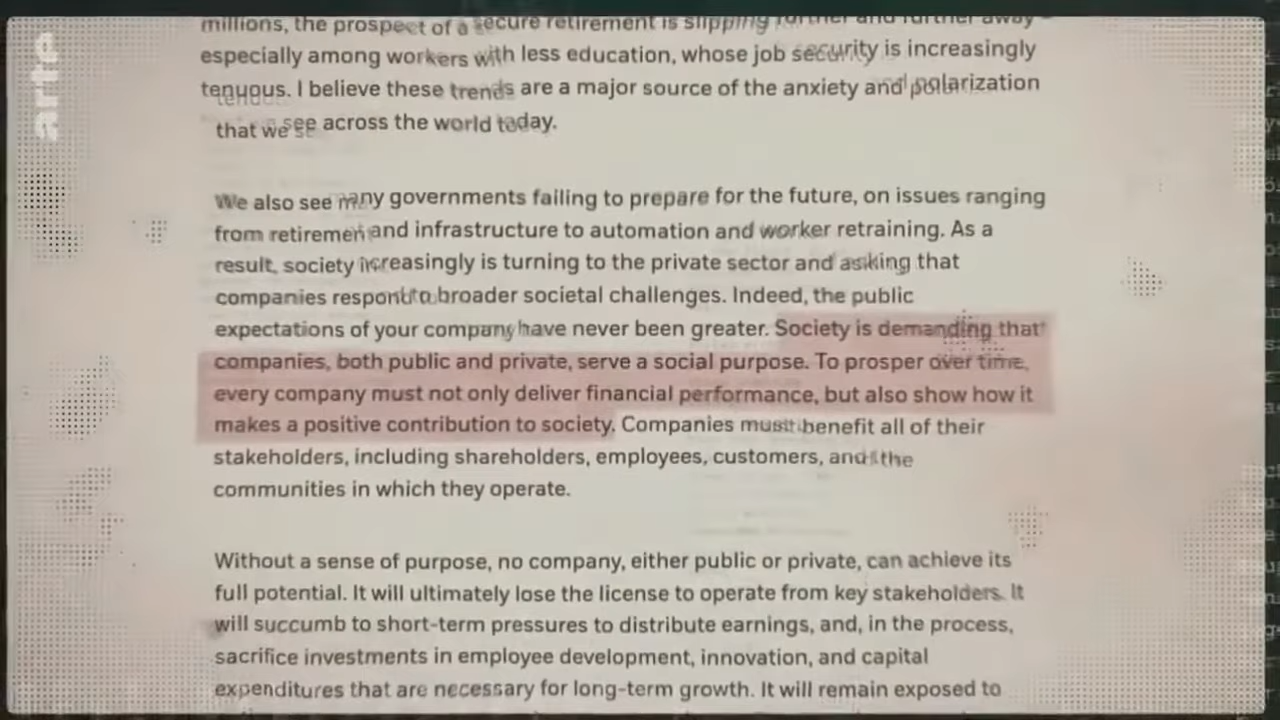 arte
millions, the prospect of a secure retirement is slipping further and further away
especially among workers with less education, whose job security is increasingly
tenuous. I believe these trends are a major source of the anxiety and polarization
that we see across the world today.
We also see many governments failing to prepare for the future, on issues ranging
from retirement and infrastructure to automation and worker retraining. As a
result, society increasingly is turning to the private sector and asking that
companies respond to broader societal challenges. Indeed, the public
expectations of your company have never been greater. Society is demanding that
companies, both public and private, serve a social purpose. To prosper over time,
every company must not only deliver financial performance, but also show how it
makes a positive contribution to society. Companies must benefit all of their
stakeholders, including shareholders, employees, customers, and the
communities in which they operate.
Without a sense of purpose, no company, either public or private, can achieve its
full potential. It will ultimately lose the license to operate from key stakeholders. It
will succumb to short-term pressures to distribute earnings, and, in the process,
sacrifice investments in employee development, innovation, and capital
expenditures that are necessary for long-term growth. It will remain exposed to